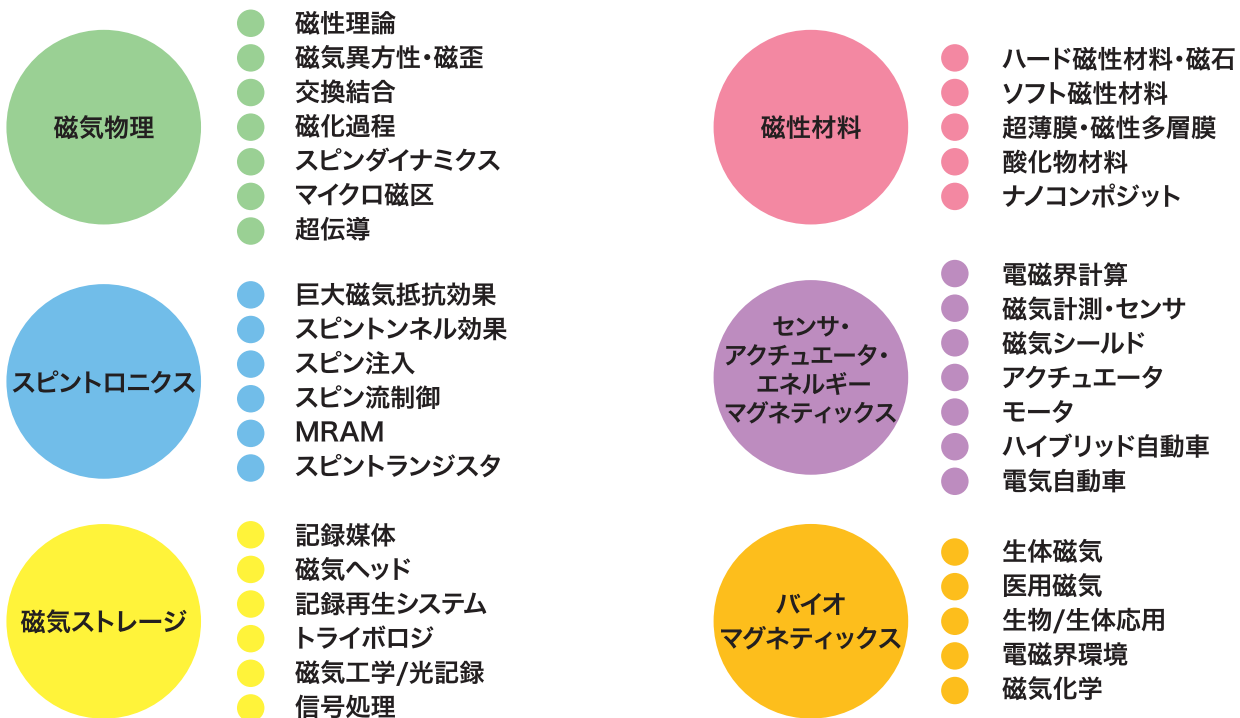 磁気物理
磁性理論
磁気異方性・磁歪
交換結合
磁化過程
スピンダイナミクス
マイクロ磁区
超伝導
磁性材料
ハード磁性材料・磁石
ソフト磁性材料
超薄膜・磁性多層膜
酸化物材料
ナノコンポジット
スピントロニクス
巨大磁気抵抗効果
スピントンネル効果
スピン注入
スピン流制御
MRAM
スピントランジスタ
センサ・
アクチュエータ・
エネルギー
マグネティックス
電磁界計算
磁気計測・センサ
磁気シールド
アクチュエータ
モータ
ハイブリッド自動車
電気自動車
磁気ストレージ
記録媒体
磁気ヘッド
記録再生システム
トライボロジ
磁気工学/光記録
信号処理
バイオ
マグネティックス
生体磁気
医用磁気
生物/生体応用
電磁界環境
磁気化学